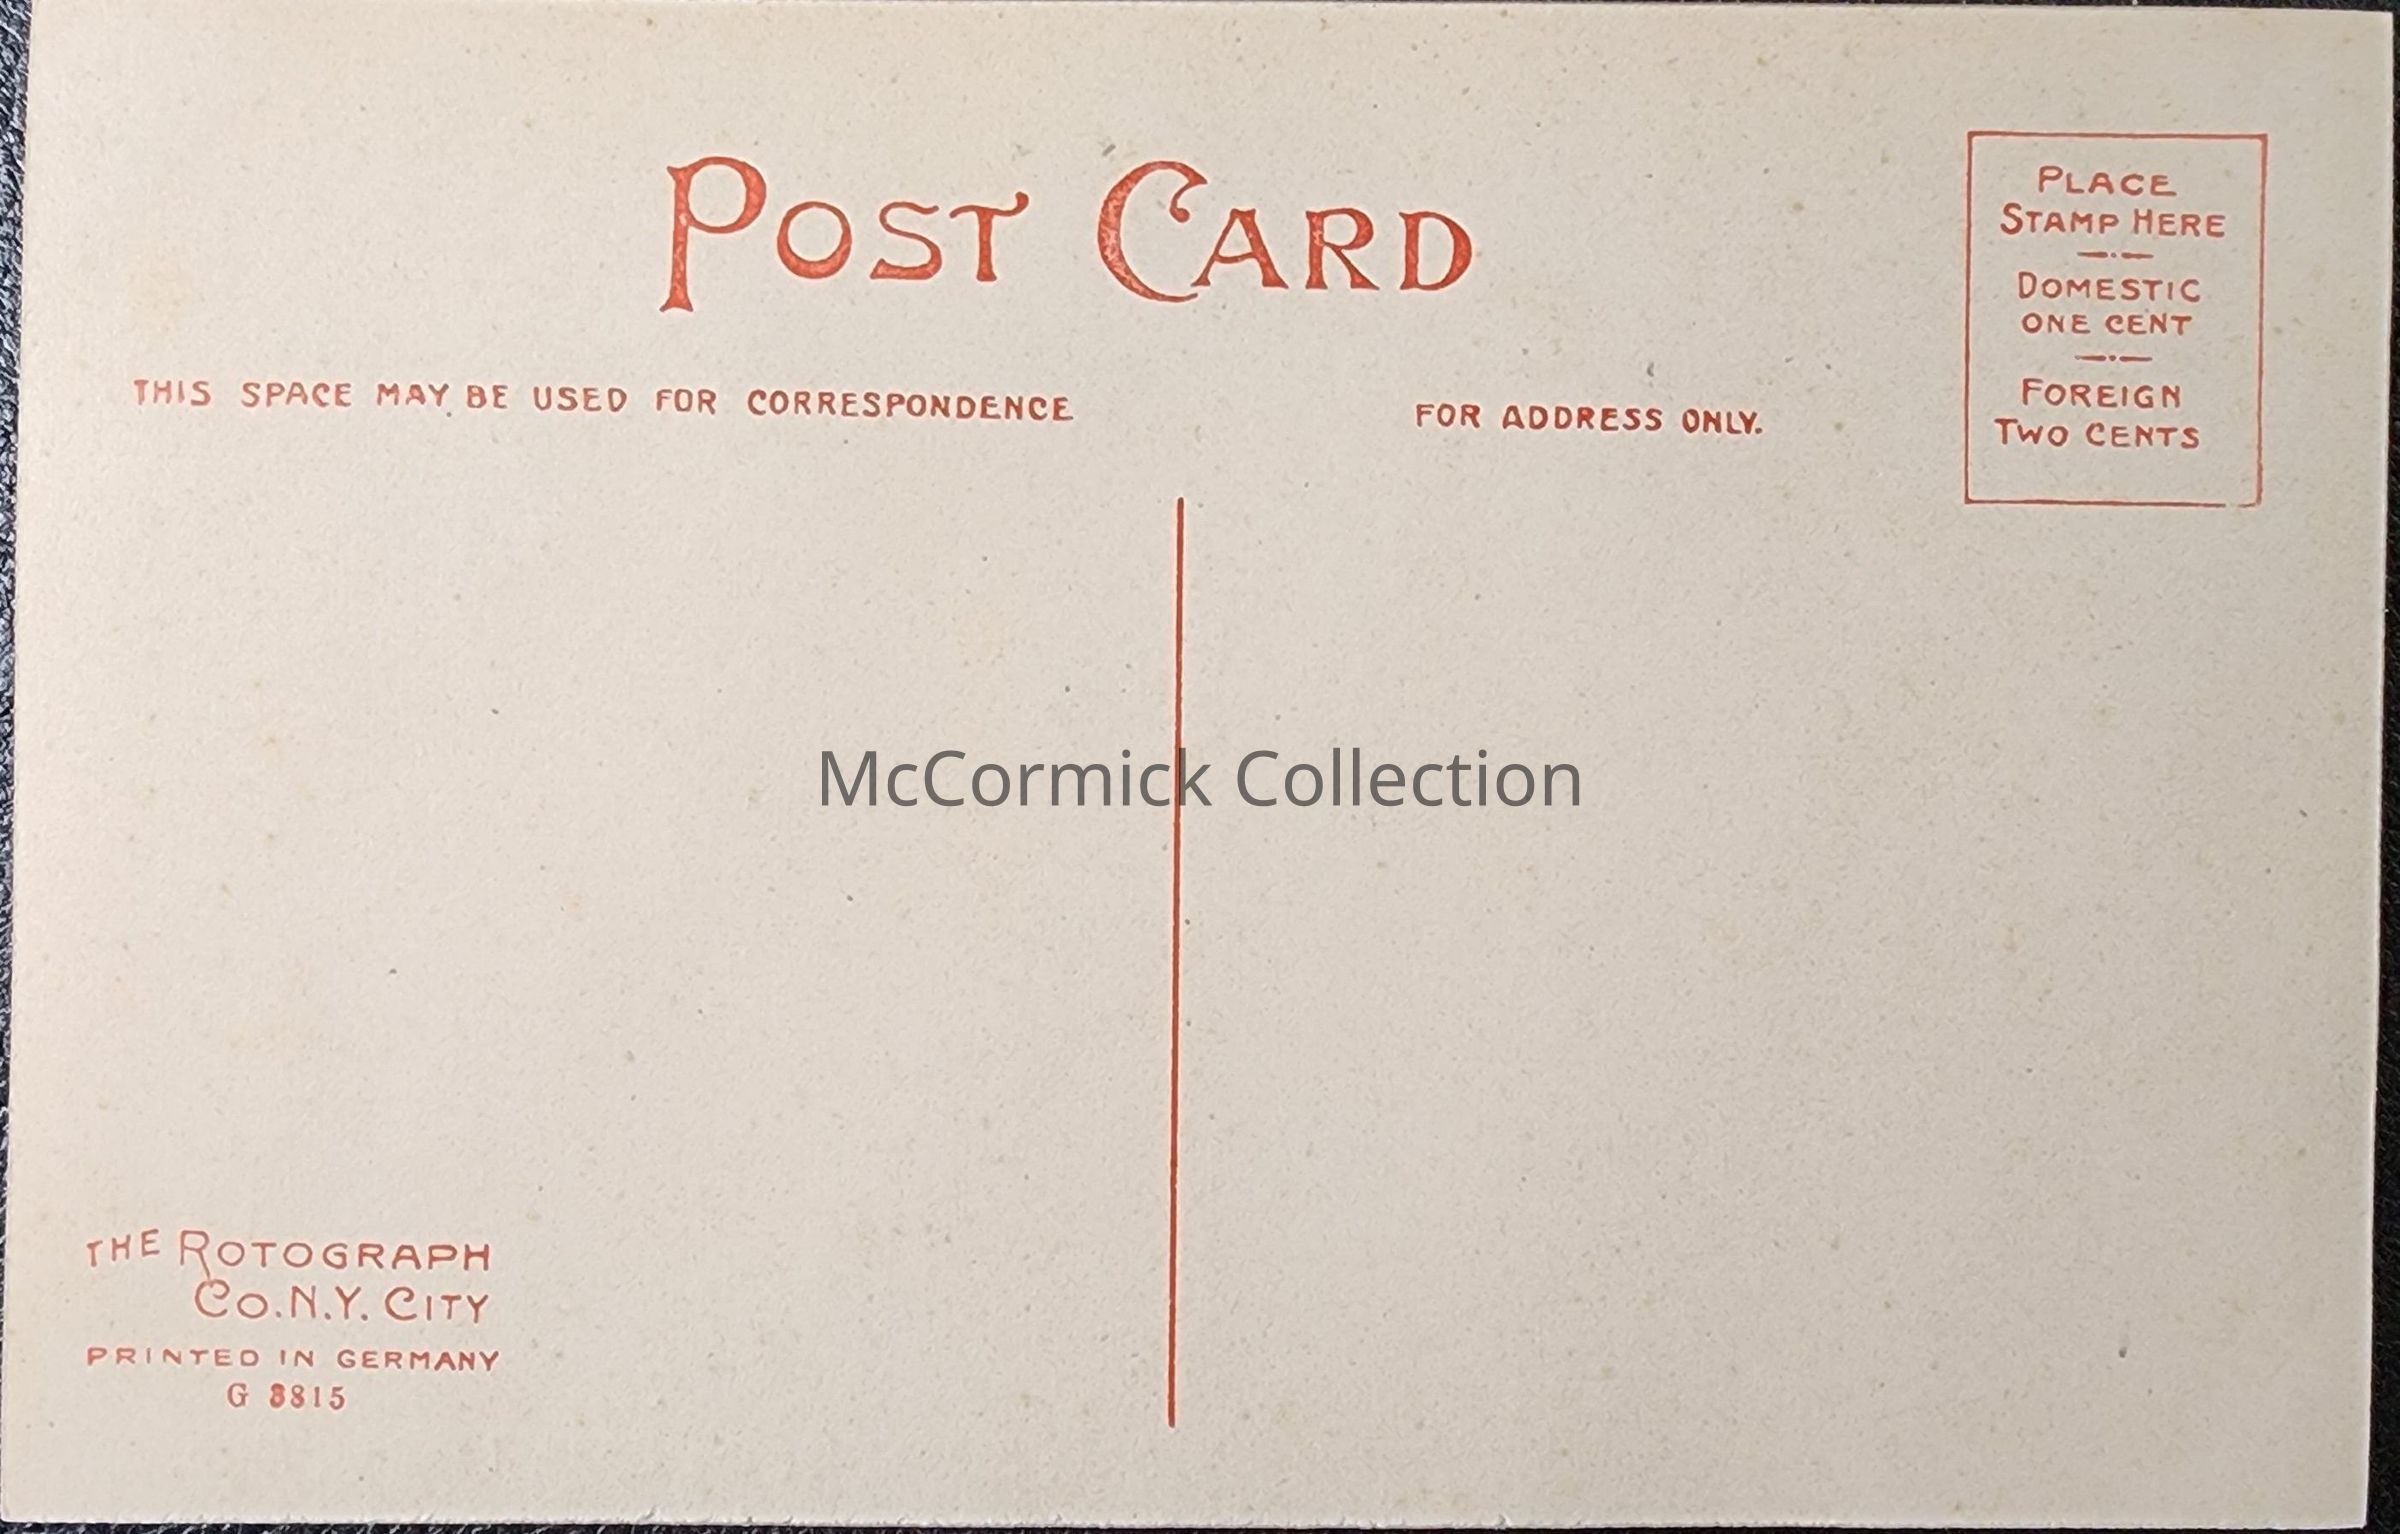 POST CARD
PLACE
STAMP HERE
DOMESTIC
ONE CENT
FOREIGN
TWO CENTS
THIS SPACE MAY BE USED FOR CORRESPONDENCE
FOR ADDRESS ONLY.
McCormick Collection
THE ROTOGRAPH
CO. N.Y. CITY
PRINTED IN GERMANY
G 8815